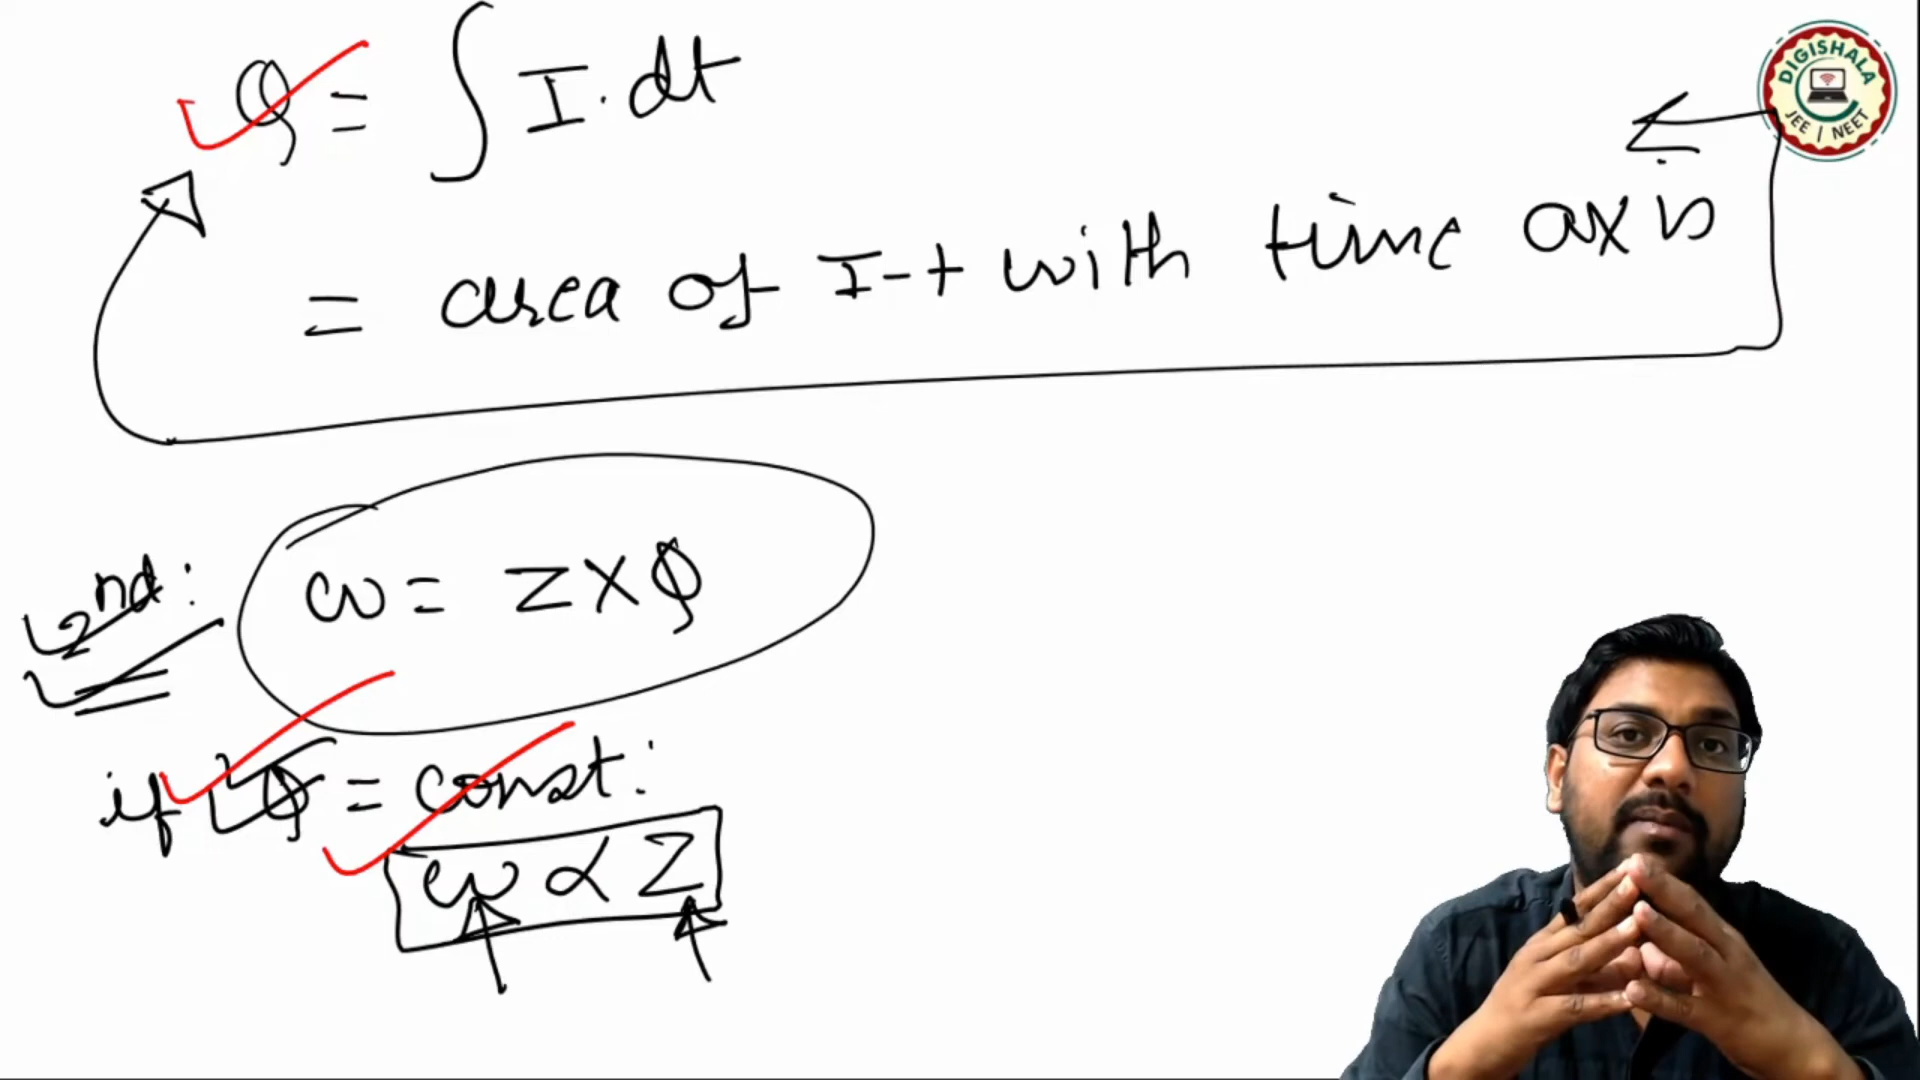 Q = ∫ I · dt
= area of I-t with time axis
2nd: W = Z × Q
if Q = const:
W ∝ Z
DIGISHALA
JEE | NEET